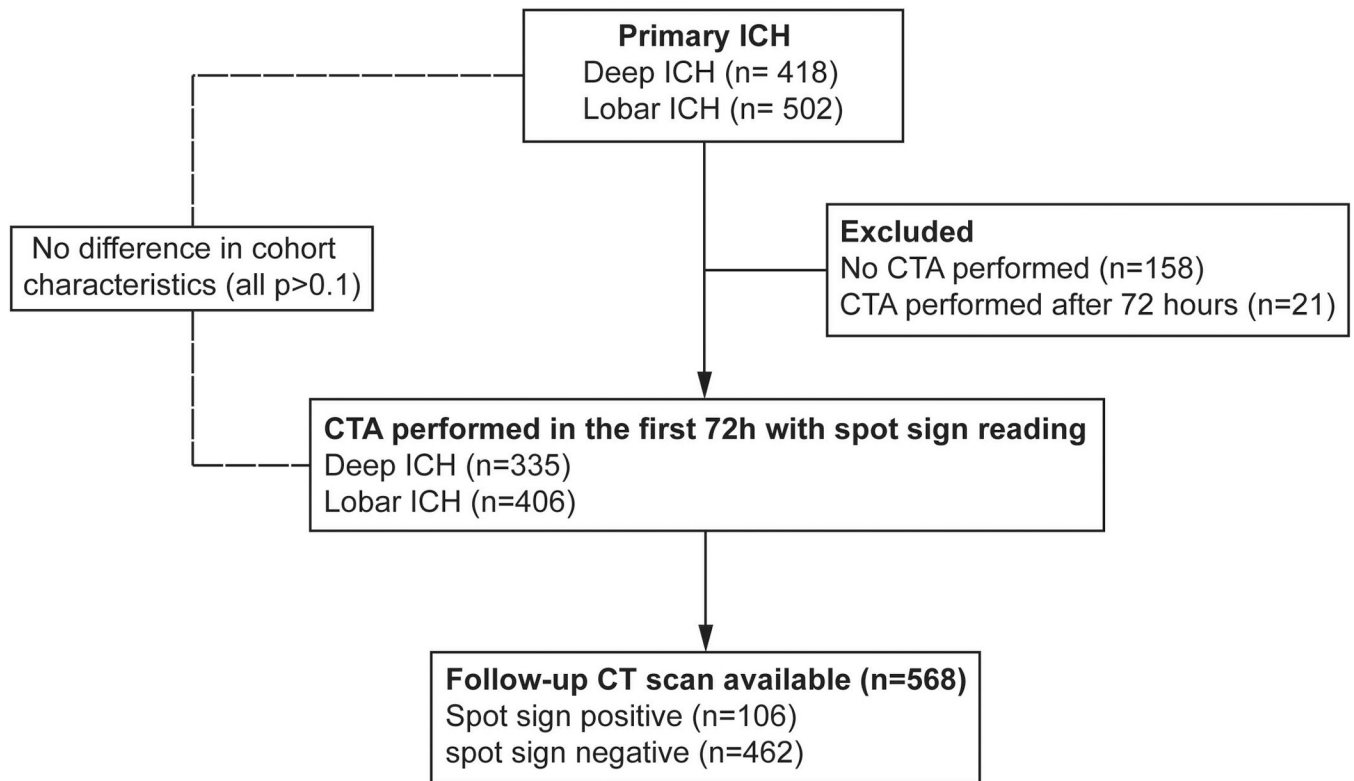 Primary ICH
Deep ICH (n= 418)
Lobar ICH (n= 502)
No difference in cohort
characteristics (all p>0.1)
Excluded
No CTA performed (n=158)
CTA performed after 72 hours (n=21)
CTA performed in the first 72h with spot sign reading
Deep ICH (n=335)
Lobar ICH (n=406)
Follow-up CT scan available (n=568)
Spot sign positive (n=106)
spot sign negative (n=462)